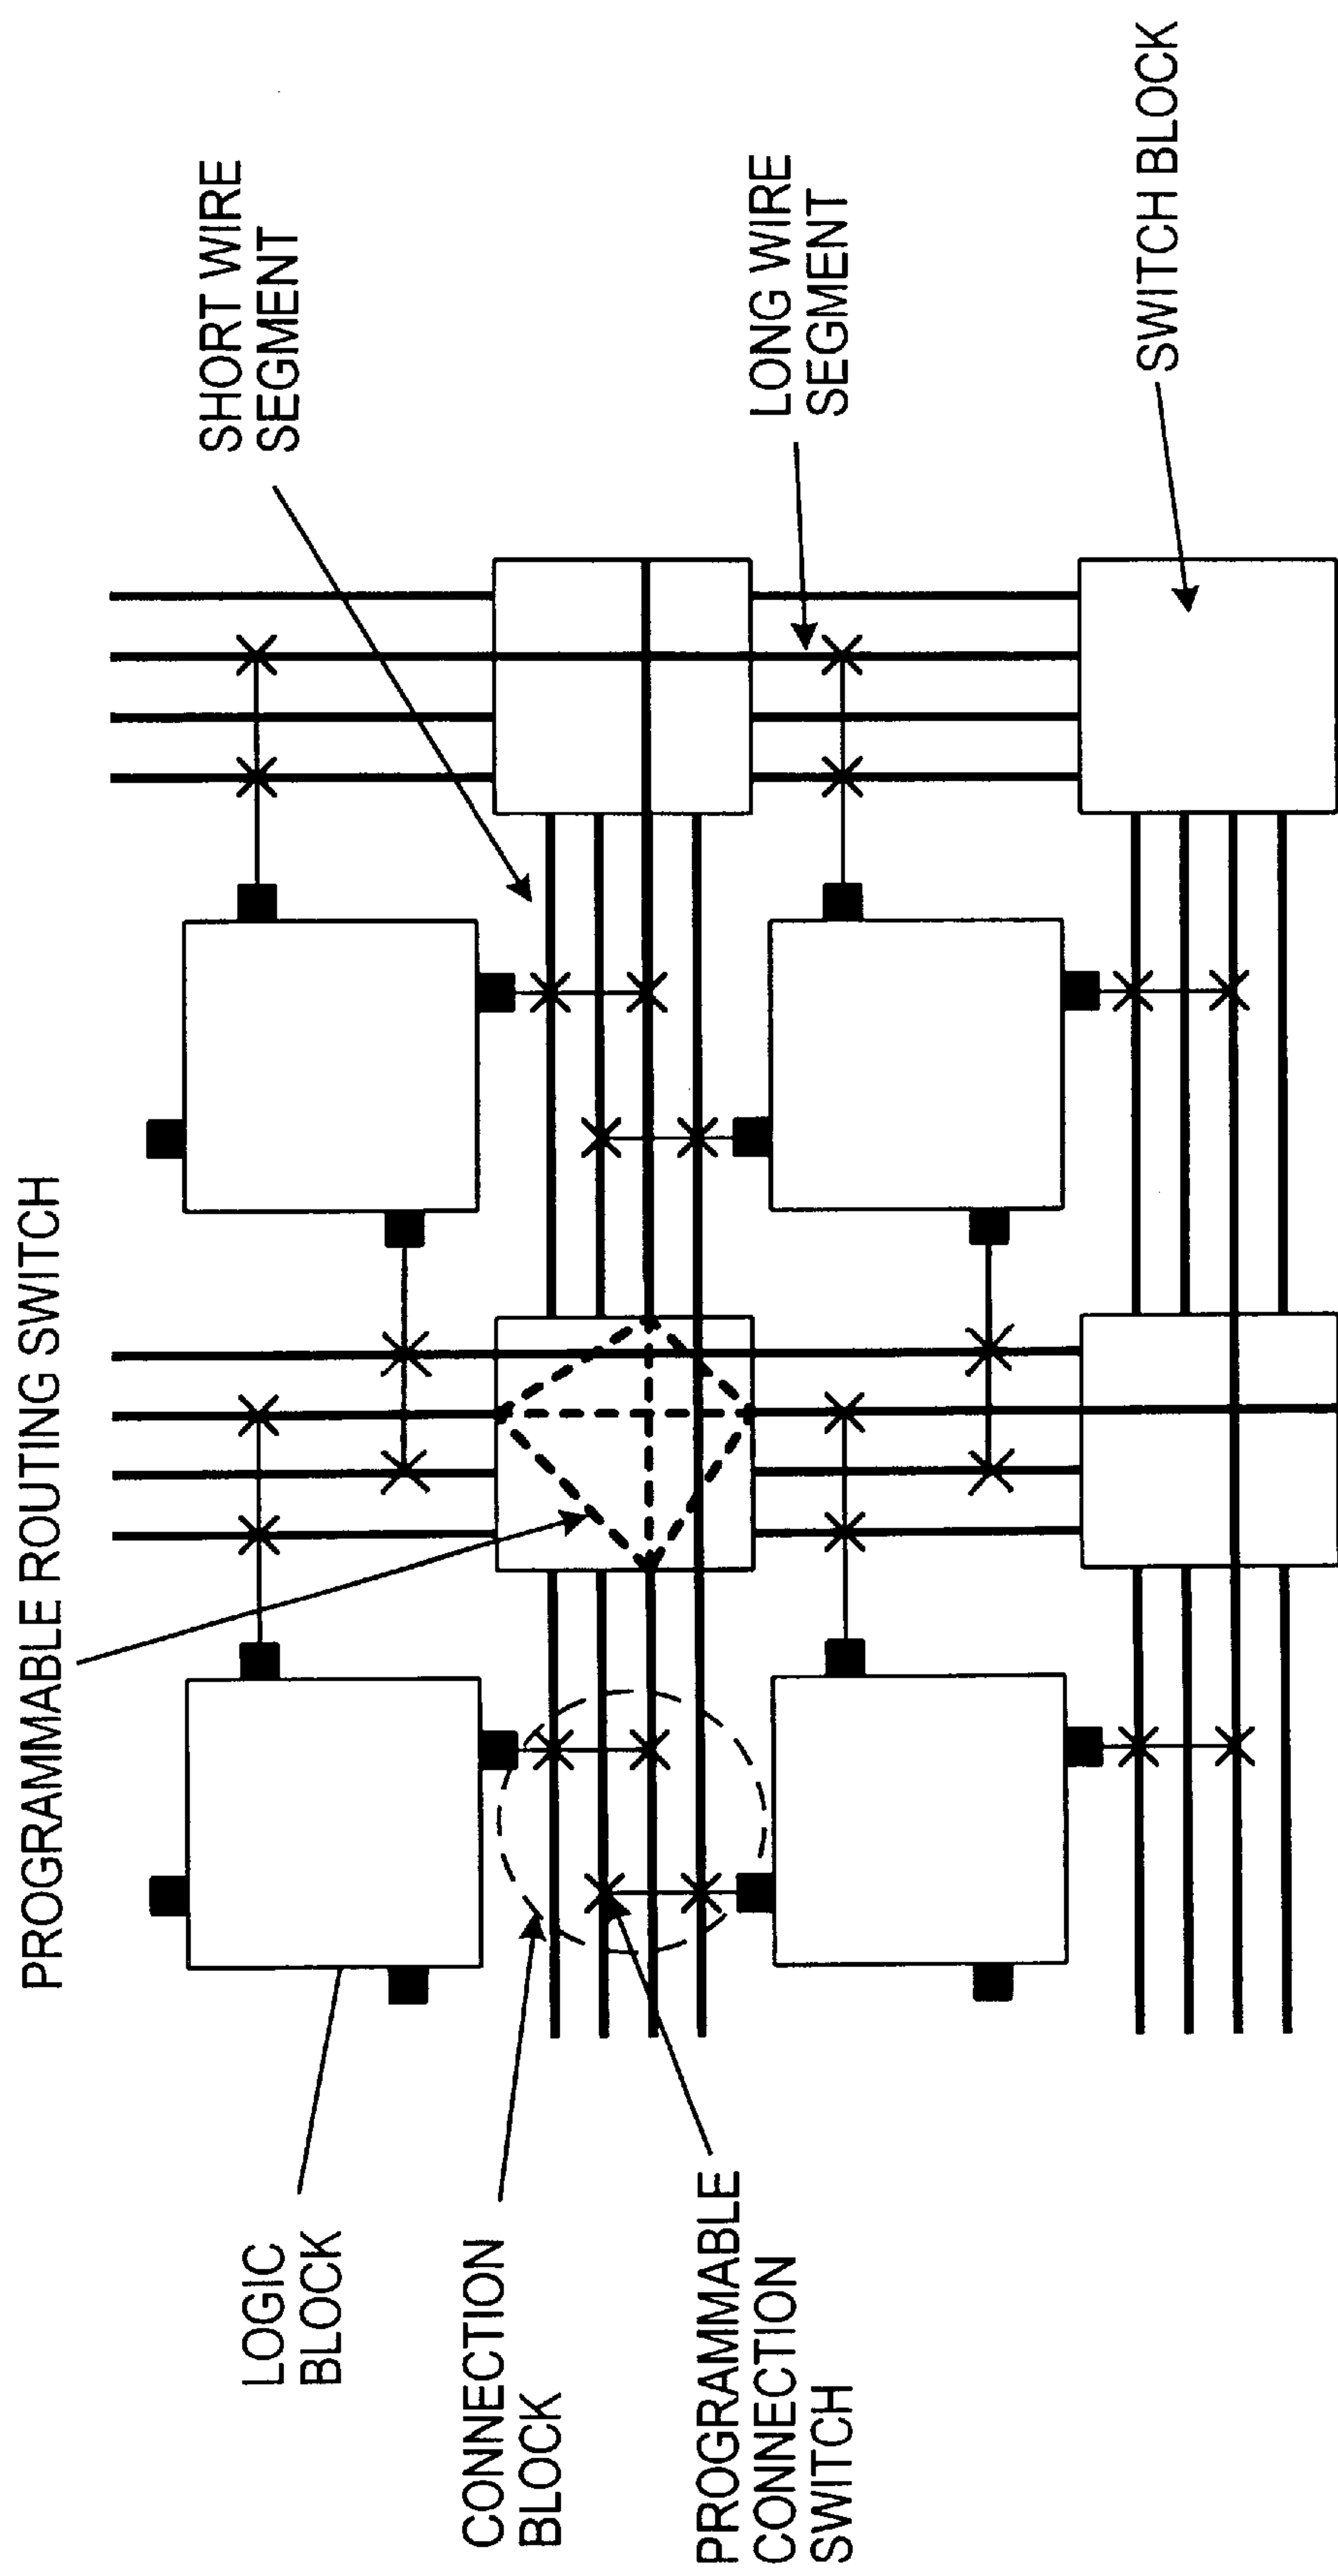 PROGRAMMABLE ROUTING SWITCH
SHORT WIRE
SEGMENT
LONG WIRE
SEGMENT
SWITCH BLOCK
LOGIC
BLOCK
CONNECTION
BLOCK
PROGRAMMABLE
CONNECTION
SWITCH